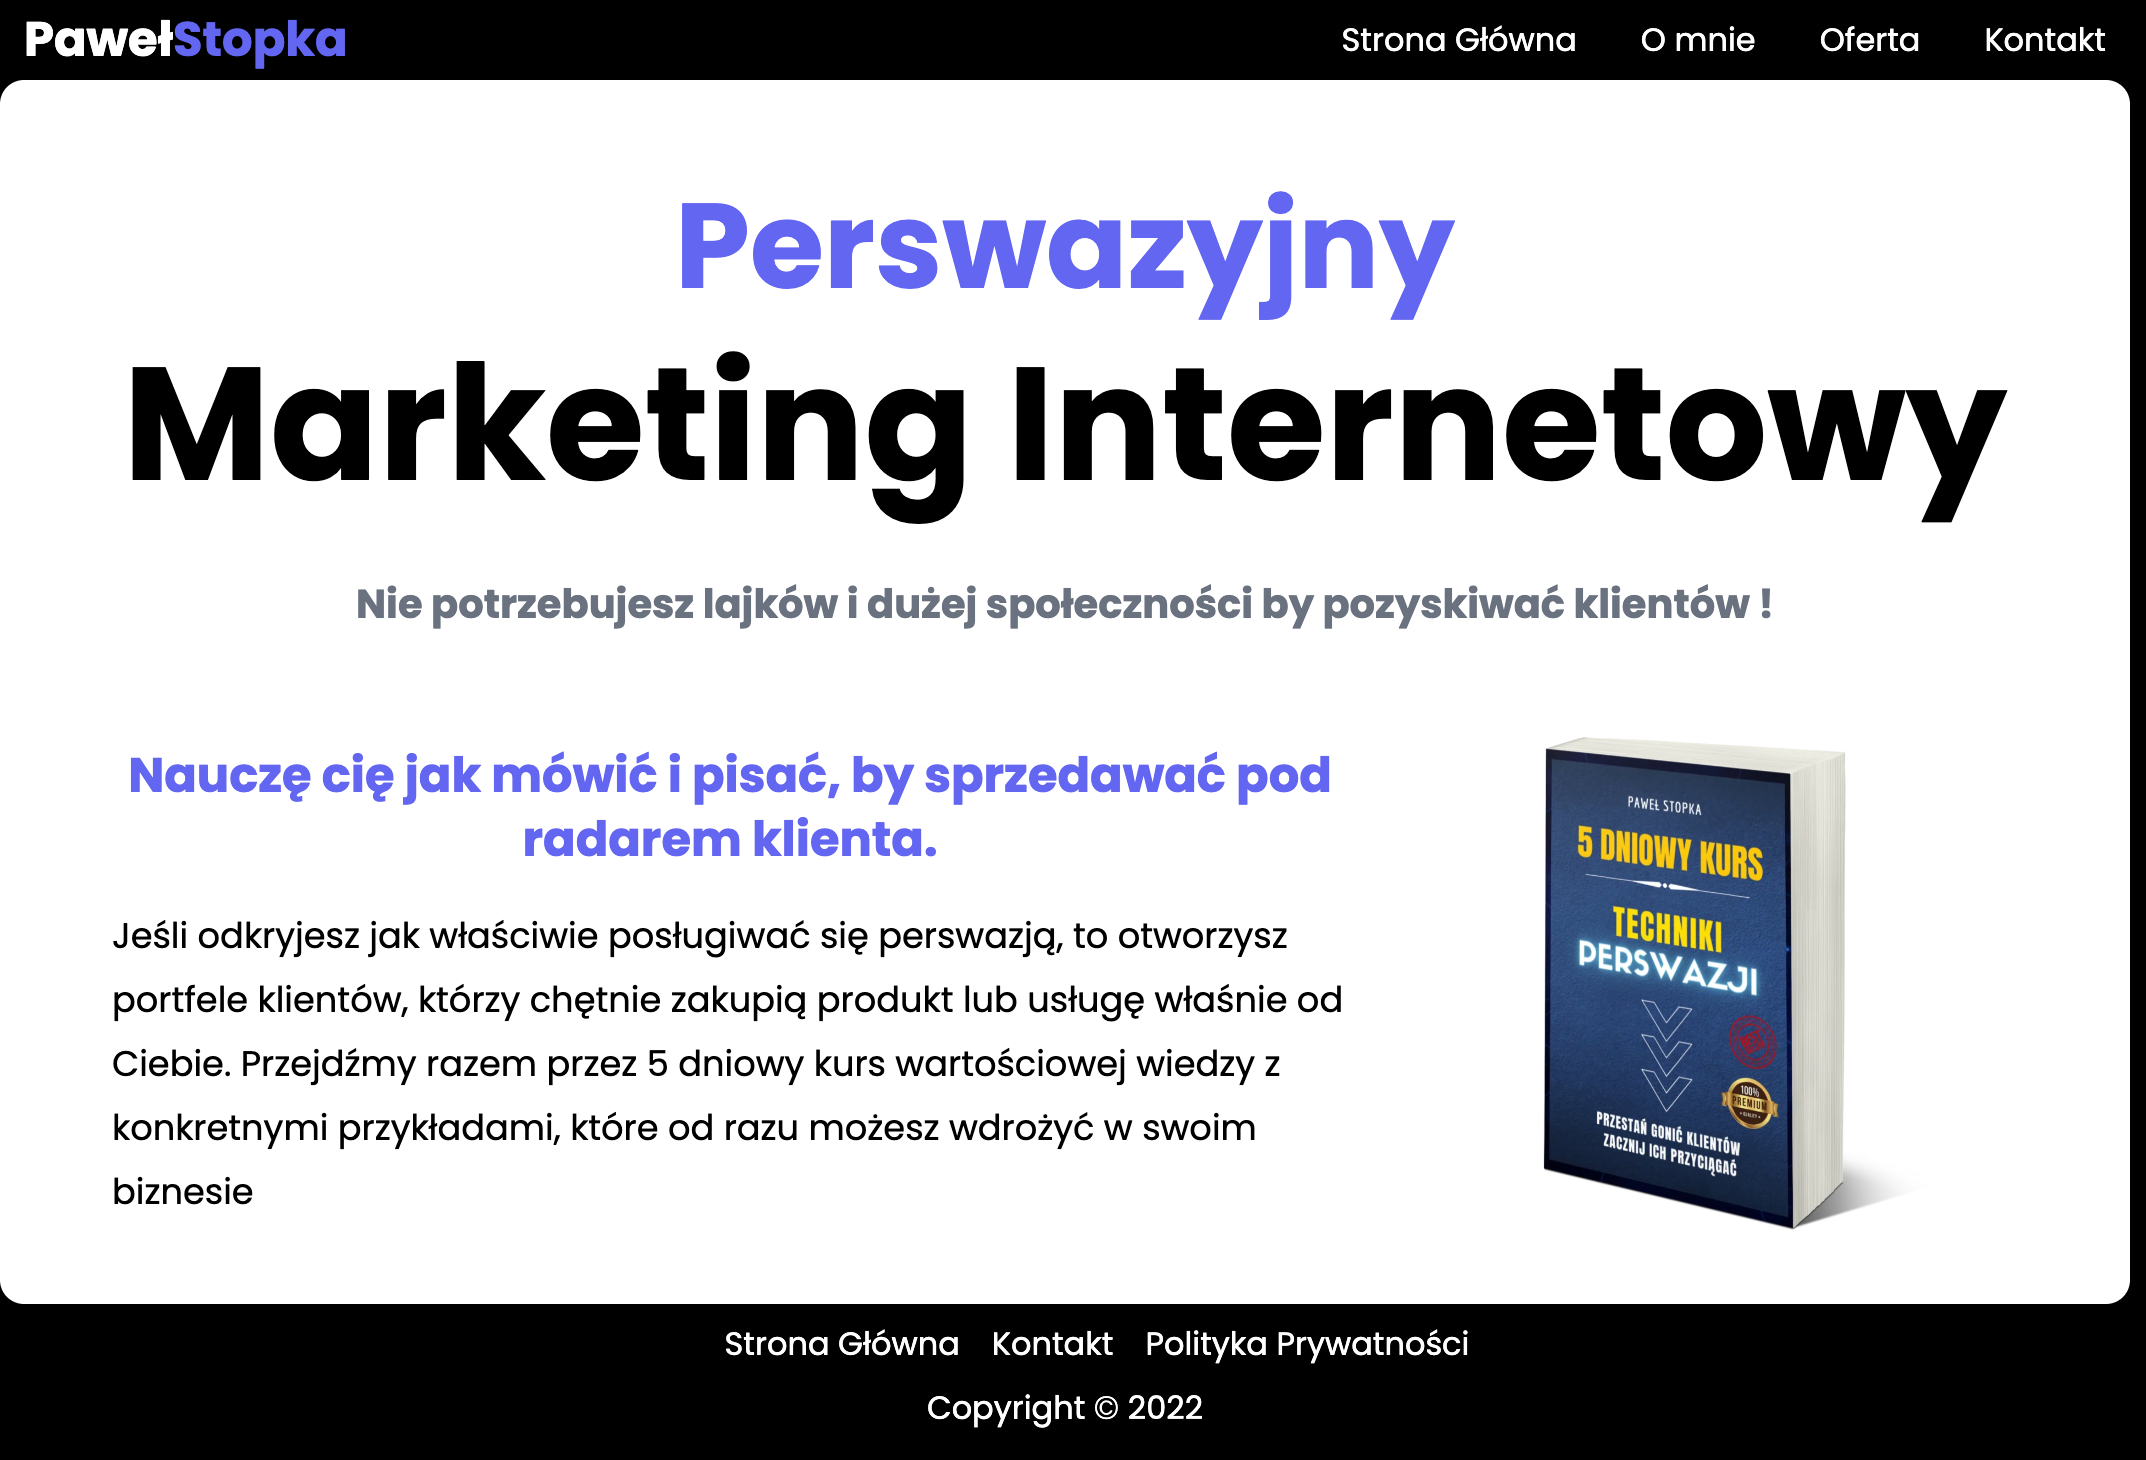 PawełStopka
Strona Główna O mnie Oferta Kontakt
Perswazyjny
Marketing Internetowy
Nie potrzebujesz lajków i dużej społeczności by pozyskiwać klientów !
Nauczę cię jak mówić i pisać, by sprzedawać pod
radarem klienta.
Jeśli odkryjesz jak właściwie posługiwać się perswazją, to otworzysz
portfele klientów, którzy chętnie zakupią produkt lub usługę właśnie od
Ciebie. Przejdźmy razem przez 5 dniowy kurs wartościowej wiedzy z
konkretnymi przykładami, które od razu możesz wdrożyć w swoim
biznesie
PAWEŁ STOPKA
5 DNIOWY KURS
TECHNIKI
PERSWAZJI
100%
PREMIUM
QUALITY
PRZESTAŃ GONIĆ KLIENTÓW
ZACZNIJ ICH PRZYCIĄGAĆ
Strona Główna Kontakt Polityka Prywatności
Copyright © 2022